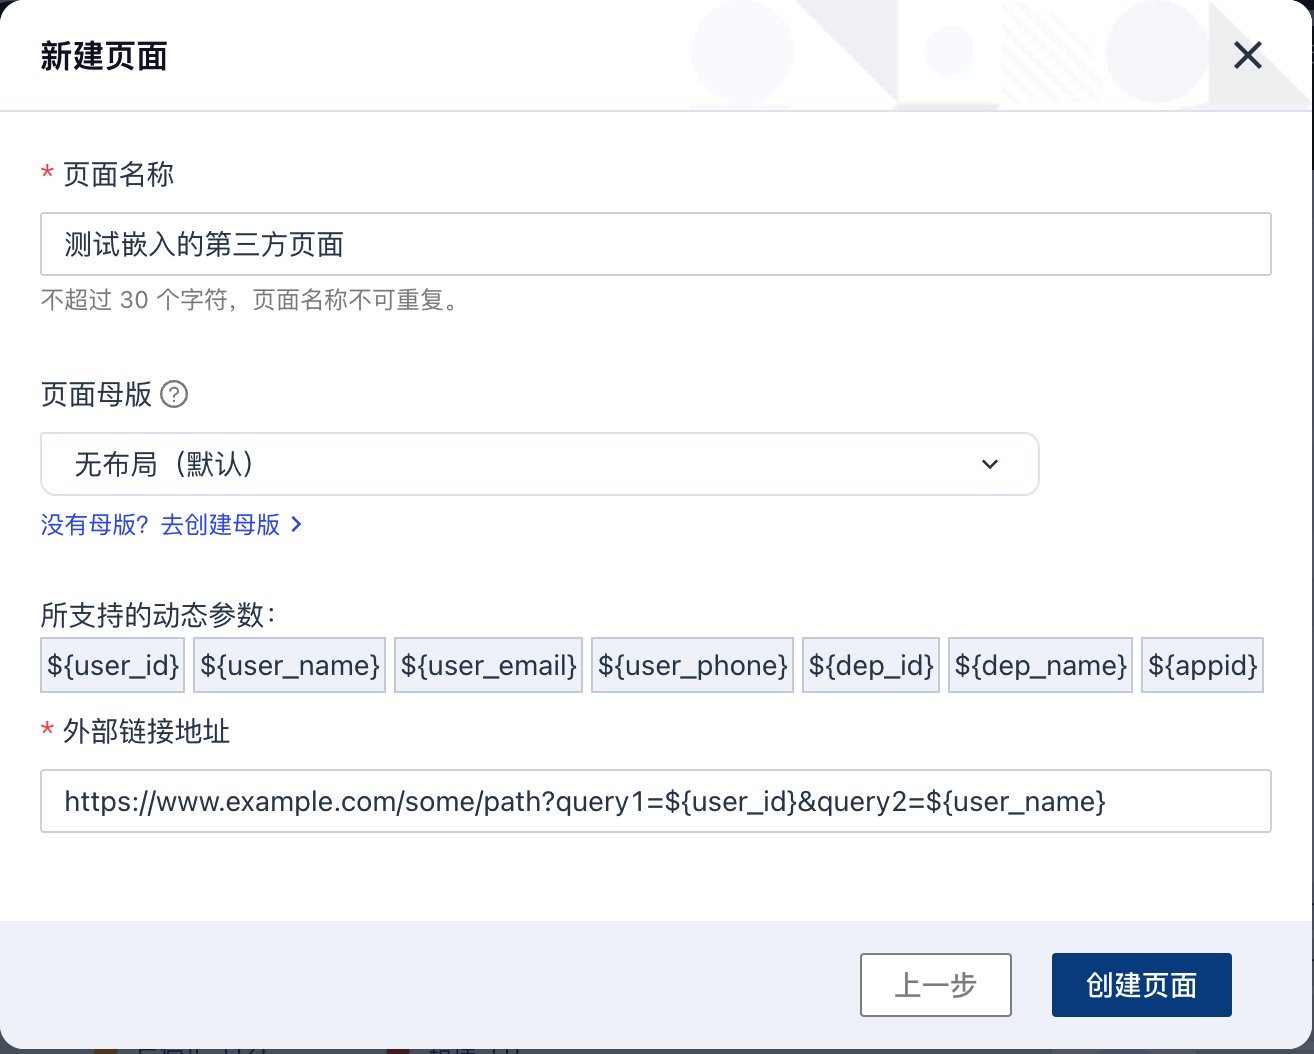 新建页面
* 页面名称
测试嵌入的第三方页面
不超过 30 个字符，页面名称不可重复。
页面母版 ?
无布局（默认）
没有母版？去创建母版 >
所支持的动态参数：
${user_id} ${user_name} ${user_email} ${user_phone} ${dep_id} ${dep_name} ${appid}
* 外部链接地址
https://www.example.com/some/path?query1=${user_id}&query2=${user_name}
上一步 创建页面